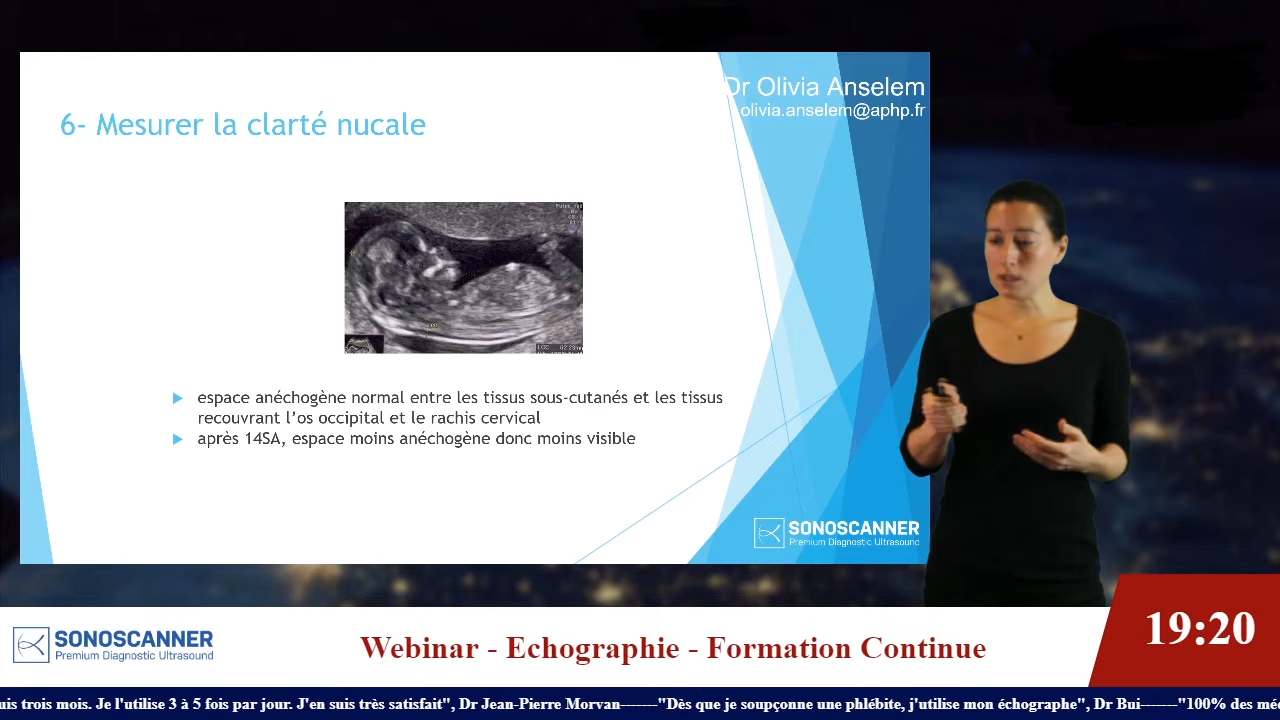 Dr Olivia Anselem
olivia.anselem@aphp.fr
6- Mesurer la clarté nucale
espace anéchogène normal entre les tissus sous-cutanés et les tissus
recouvrant l'os occipital et le rachis cervical
après 14SA, espace moins anéchogène donc moins visible
SONOSCANNER
Premium Diagnostic Ultrasound
SONOSCANNER
Premium Diagnostic Ultrasound
Webinar - Echographie - Formation Continue
19:20
uis trois mois. Je l'utilise 3 à 5 fois par jour. J'en suis très satisfait", Dr Jean-Pierre Morvan-------"Dès que je soupçonne une phlébite, j'utilise mon échographe", Dr Bui-------"100% des mé